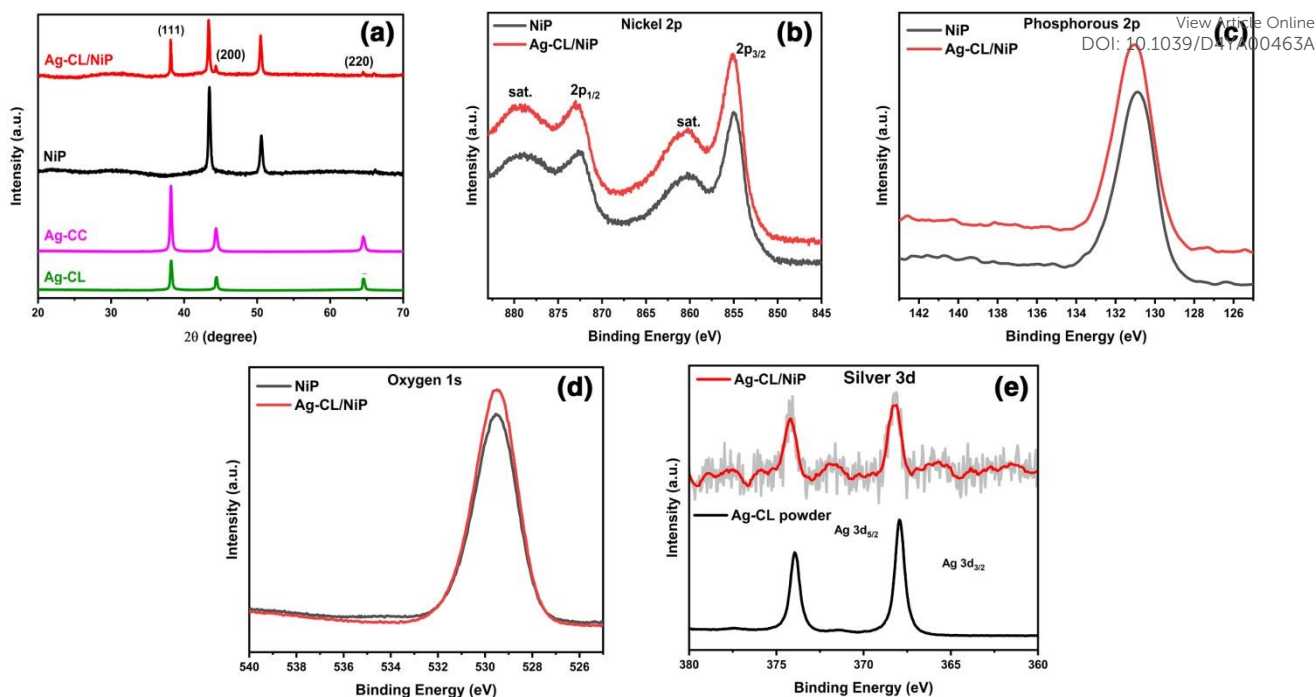 View Article Online
DOI: 10.1039/D4YA00463A
(a)
(111)
(200)
(220)
Ag-CL/NiP
NiP
Ag-CC
Ag-CL
Intensity (a.u.)
20 30 40 50 60 70
2θ (degree)
Nickel 2p
(b)
NiP
Ag-CL/NiP
2p3/2
sat.
2p1/2
sat.
Intensity (a.u.)
880 875 870 865 860 855 850 845
Binding Energy (eV)
Phosphorous 2p
(c)
NiP
Ag-CL/NiP
Intensity (a.u.)
142 140 138 136 134 132 130 128 126
Binding Energy (eV)
Oxygen 1s
(d)
NiP
Ag-CL/NiP
Intensity (a.u.)
540 538 536 534 532 530 528 526
Binding Energy (eV)
Silver 3d
(e)
Ag-CL/NiP
Ag-CL powder
Ag 3d5/2
Ag 3d3/2
Intensity (a.u.)
380 375 370 365 360
Binding Energy (eV)